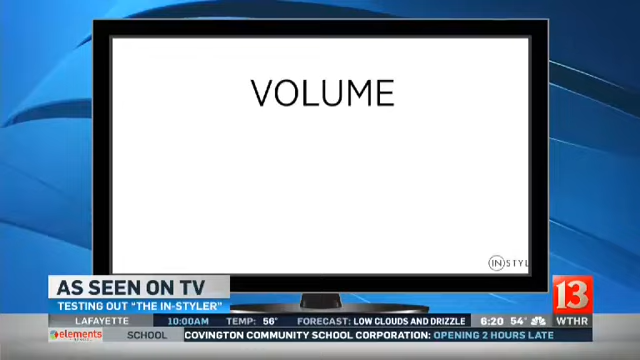 VOLUME
IN STYL
AS SEEN ON TV
TESTING OUT "THE IN-STYLER"
13
LAFAYETTE 10:00AM TEMP: 56° FORECAST: LOW CLOUDS AND DRIZZLE 6:20 54° WTHR
elements SCHOOL COVINGTON COMMUNITY SCHOOL CORPORATION: OPENING 2 HOURS LATE